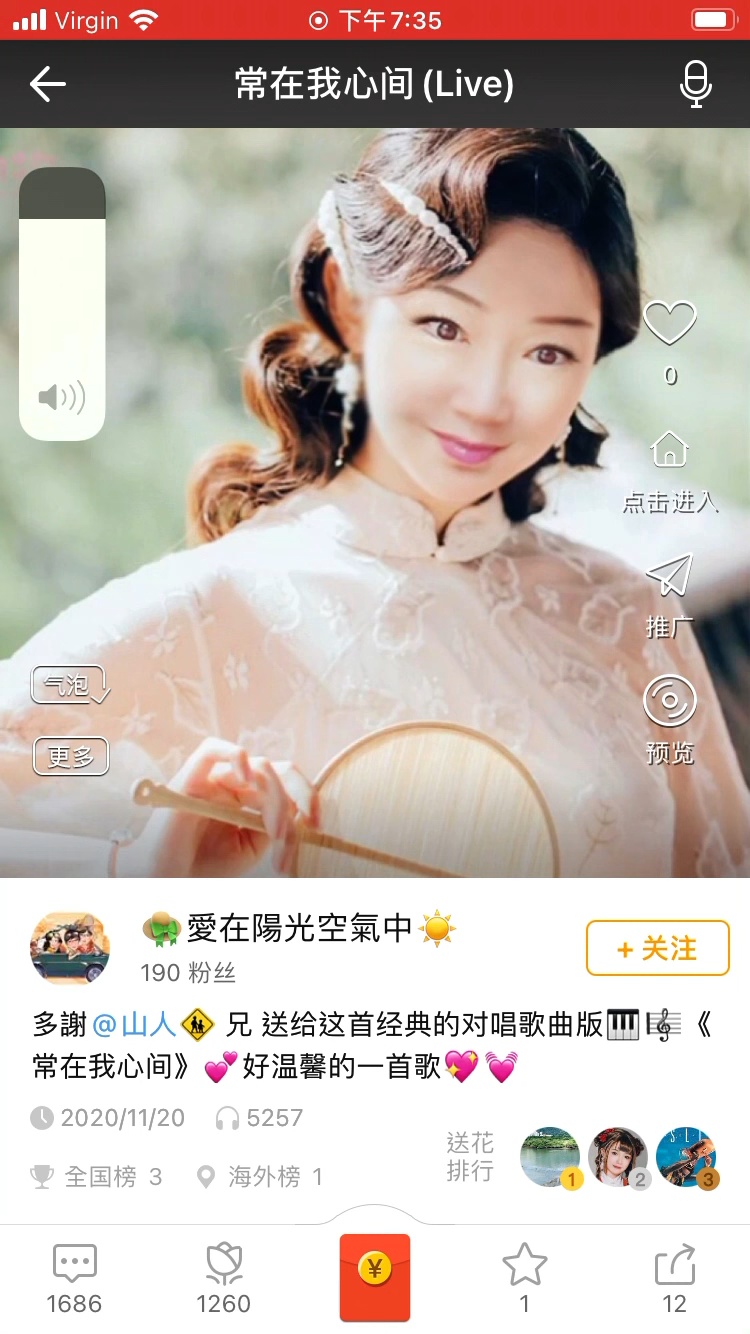 Virgin 下午7:35
常在我心间(Live)
0
点击进入
推广
气泡
更多
预览
愛在陽光空氣中
+ 关注
190 粉丝
多謝@山人 兄 送给这首经典的对唱歌曲版《
常在我心间》好温馨的一首歌
2020/11/20 5257
送花
排行
1 2 3
全国榜 3 海外榜 1
¥
1686 1260 1 12